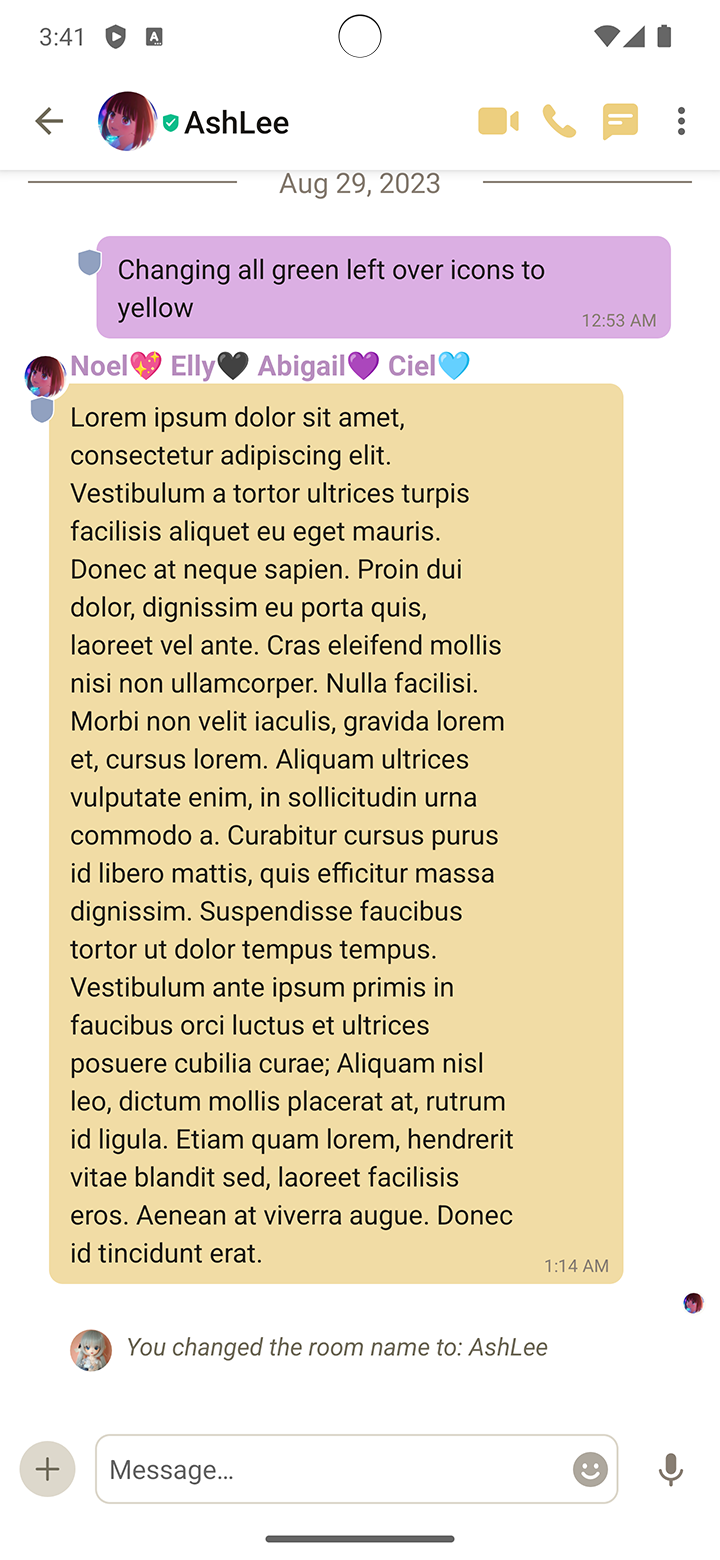 3:41
AshLee
Aug 29, 2023
Changing all green left over icons to
yellow
12:53 AM
Noel💖 Elly🖤 Abigail💜 Ciel🩵
Lorem ipsum dolor sit amet,
consectetur adipiscing elit.
Vestibulum a tortor ultrices turpis
facilisis aliquet eu eget mauris.
Donec at neque sapien. Proin dui
dolor, dignissim eu porta quis,
laoreet vel ante. Cras eleifend mollis
nisi non ullamcorper. Nulla facilisi.
Morbi non velit iaculis, gravida lorem
et, cursus lorem. Aliquam ultrices
vulputate enim, in sollicitudin urna
commodo a. Curabitur cursus purus
id libero mattis, quis efficitur massa
dignissim. Suspendisse faucibus
tortor ut dolor tempus tempus.
Vestibulum ante ipsum primis in
faucibus orci luctus et ultrices
posuere cubilia curae; Aliquam nisl
leo, dictum mollis placerat at, rutrum
id ligula. Etiam quam lorem, hendrerit
vitae blandit sed, laoreet facilisis
eros. Aenean at viverra augue. Donec
id tincidunt erat.
1:14 AM
You changed the room name to: AshLee
Message…